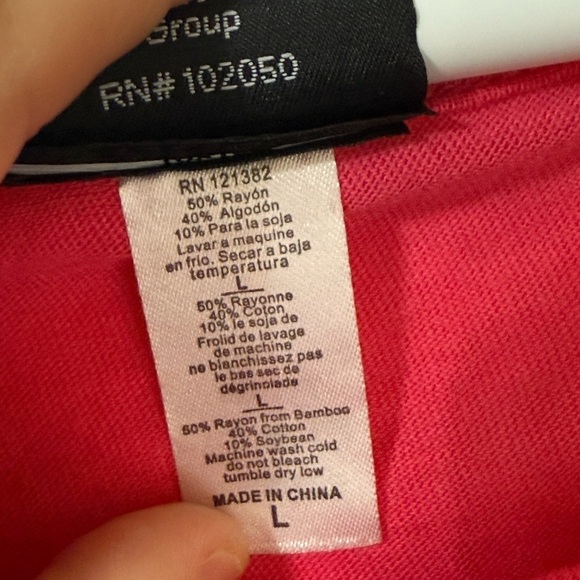 Group
RN# 102050
RN 121382
50% Rayón
40% Algodón
10% Para la soja
Lavar a maquine
en frio. Secar a baja
temperatura
L
50% Rayonne
40% Coton
10% le soja de
Frolid de lavage
de machine
ne blanchissez pas
le bas sec de
dégrinolade
L
50% Rayon from Bamboo
40% Cotton
10% Soybean
Machine wash cold
do not bleach
tumble dry low
MADE IN CHINA
L